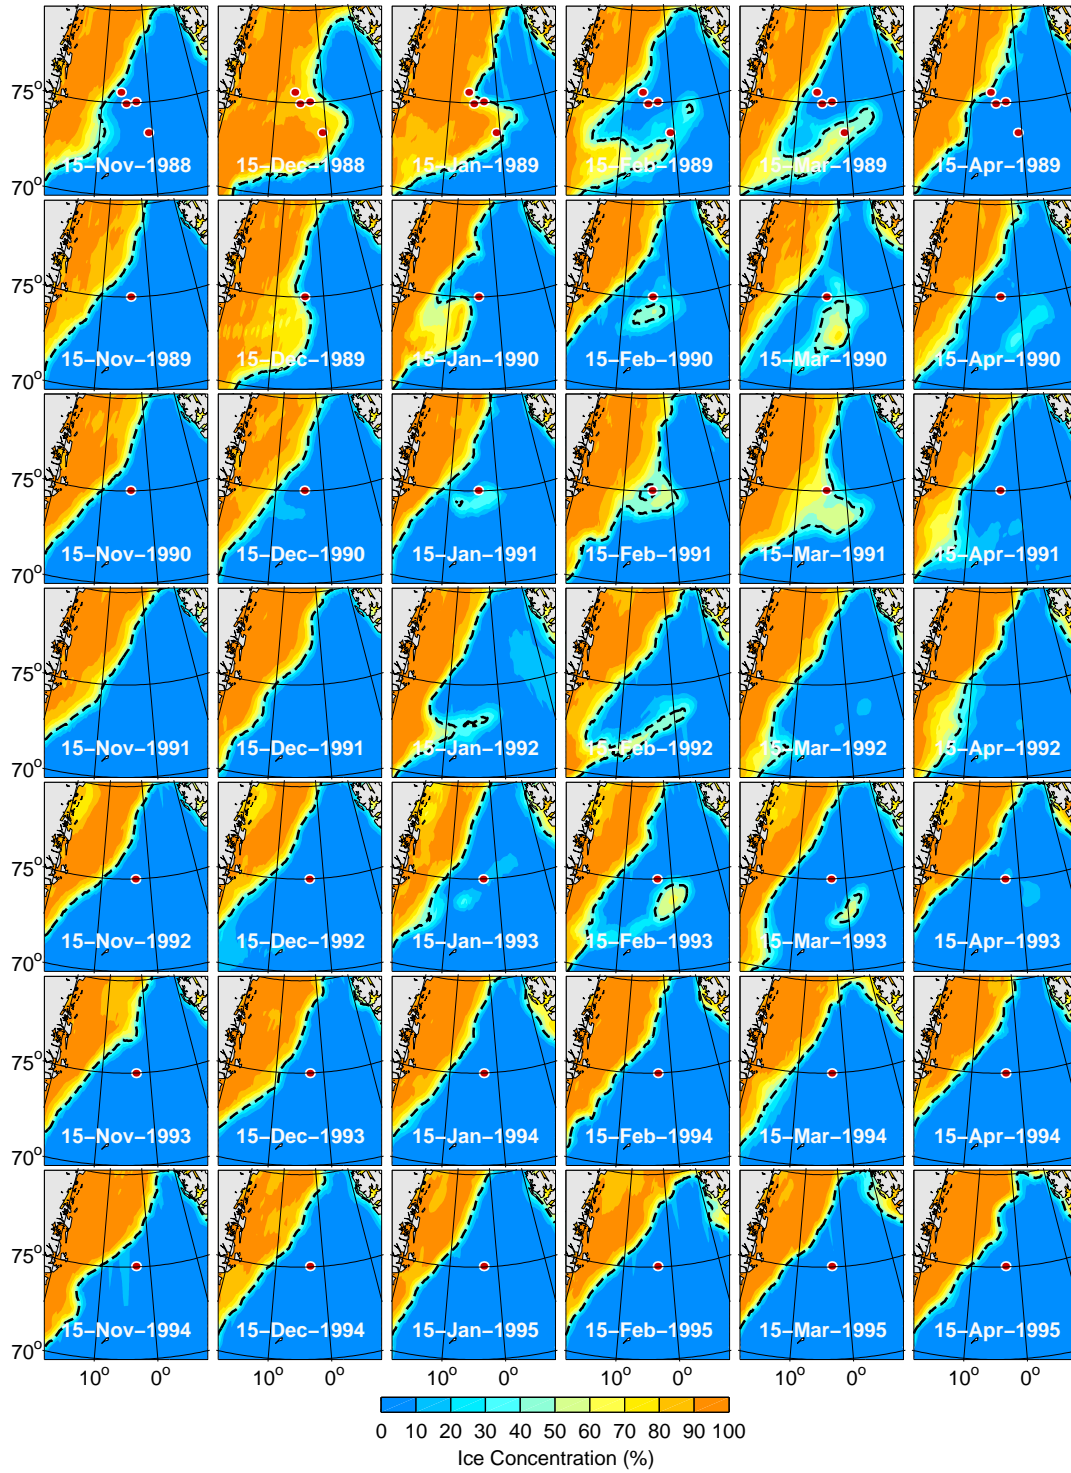 75°
15-Nov-1988 15-Dec-1988 15-Jan-1989 15-Feb-1989 15-Mar-1989 15-Apr-1989
70°
75°
15-Nov-1989 15-Dec-1989 15-Jan-1990 15-Feb-1990 15-Mar-1990 15-Apr-1990
70°
75°
15-Nov-1990 15-Dec-1990 15-Jan-1991 15-Feb-1991 15-Mar-1991 15-Apr-1991
70°
75°
15-Nov-1991 15-Dec-1991 15-Jan-1992 15-Feb-1992 15-Mar-1992 15-Apr-1992
70°
75°
15-Nov-1992 15-Dec-1992 15-Jan-1993 15-Feb-1993 15-Mar-1993 15-Apr-1993
70°
75°
15-Nov-1993 15-Dec-1993 15-Jan-1994 15-Feb-1994 15-Mar-1994 15-Apr-1994
70°
75°
15-Nov-1994 15-Dec-1994 15-Jan-1995 15-Feb-1995 15-Mar-1995 15-Apr-1995
70°
10° 0° 10° 0° 10° 0° 10° 0° 10° 0° 10° 0°
0 10 20 30 40 50 60 70 80 90 100
Ice Concentration (%)